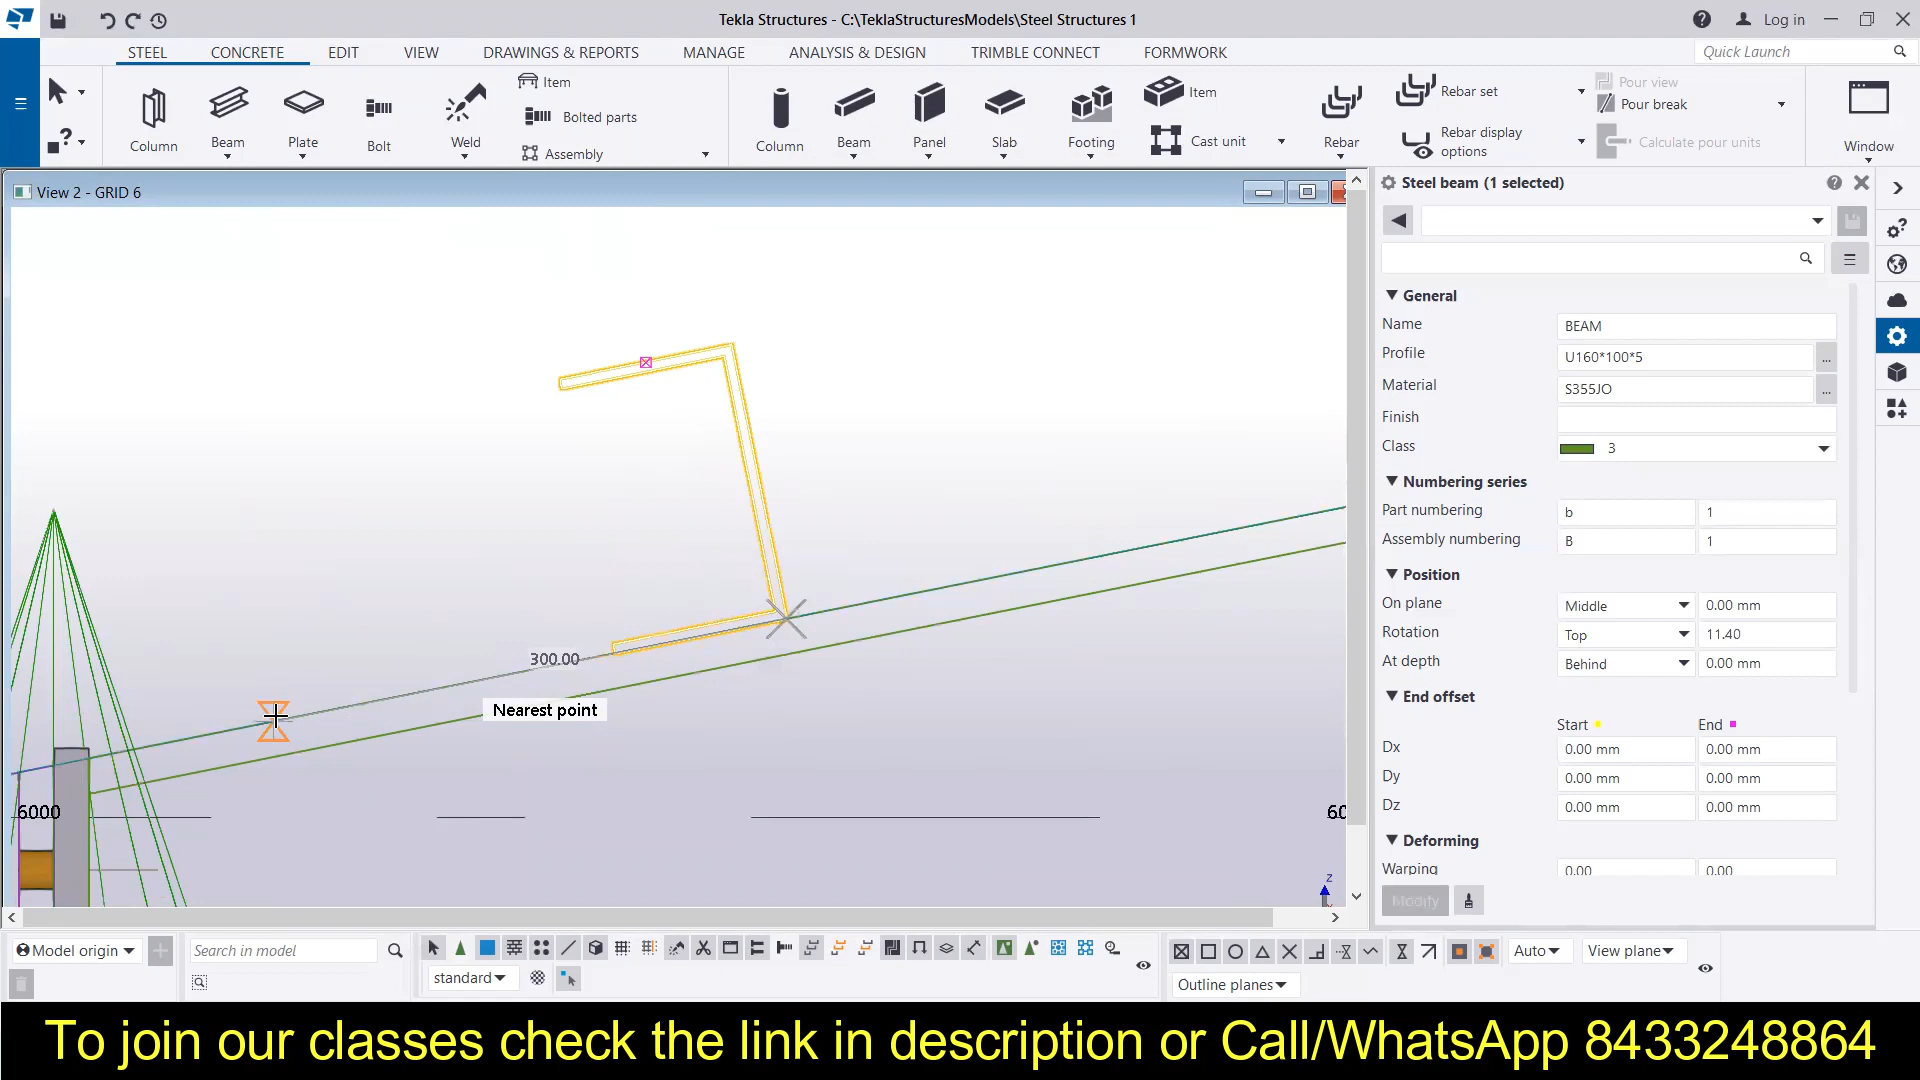 Tekla Structures - C:\TeklaStructuresModels\Steel Structures 1
Log in
STEEL CONCRETE EDIT VIEW DRAWINGS & REPORTS MANAGE ANALYSIS & DESIGN TRIMBLE CONNECT FORMWORK
Quick Launch
Column
Beam
Plate
Bolt
Weld
Item
Bolted parts
Assembly
Column
Beam
Panel
Slab
Footing
Item
Cast unit
Rebar
Rebar set
Rebar display
options
Pour view
Pour break
Calculate pour units
Window
View 2 - GRID 6
300.00
Nearest point
6000
60
z
Steel beam (1 selected)
General
Name BEAM
Profile U160*100*5 ...
Material S355JO ...
Finish
Class 3
Numbering series
Part numbering b 1
Assembly numbering B 1
Position
On plane Middle 0.00 mm
Rotation Top 11.40
At depth Behind 0.00 mm
End offset
Start End
Dx 0.00 mm 0.00 mm
Dy 0.00 mm 0.00 mm
Dz 0.00 mm 0.00 mm
Deforming
Warping 0.00 0.00
Modify
Model origin
Search in model
standard
Auto
View plane
Outline planes
To join our classes check the link in description or Call/WhatsApp 8433248864